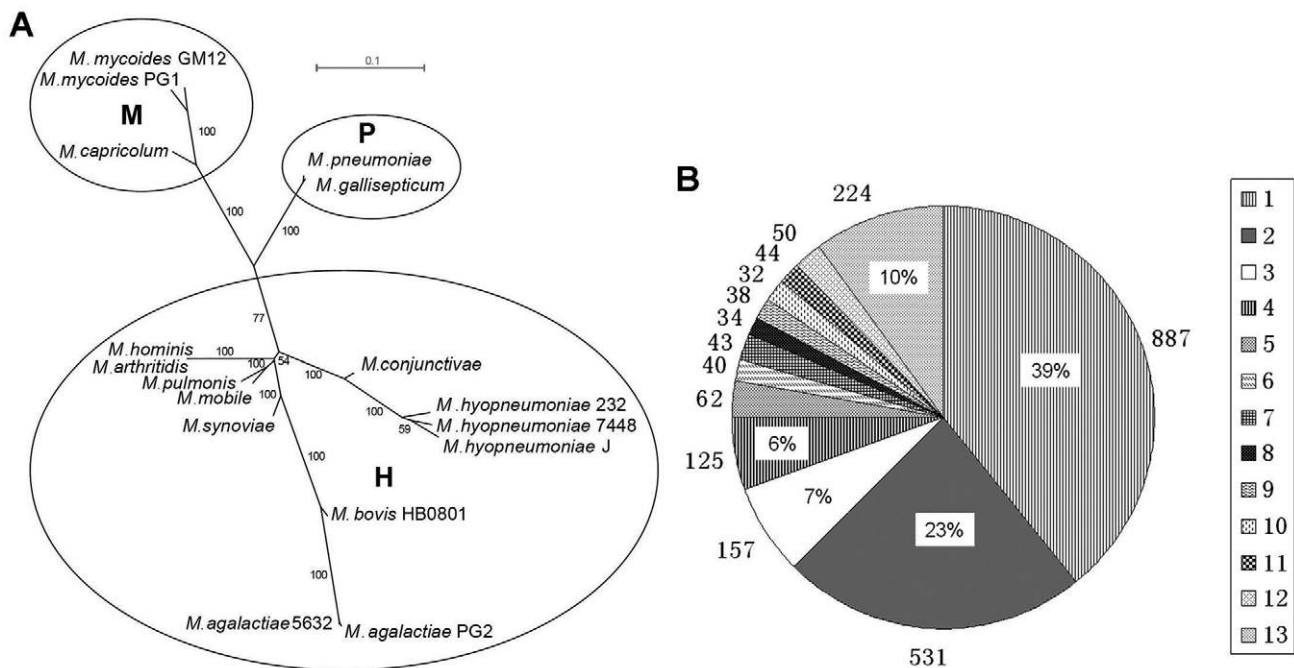 A
M. mycoides GM12
M.mycoides PG1
M
100
M.capricolum
0.1
P
M.pneumoniae
M.gallisepticum
100
100
77
M.hominis
100
M.arthritidis
100
54
M.pulmonis
M.mobile
100
M.synoviae
M.conjunctivae
100
100
M.hyopneumoniae 232
M.hyopneumoniae 7448
59
M.hyopneumoniae J
100
H
M. bovis HB0801
100
M.agalactiae 5632
M. agalactiae PG2
B
224
50
44
32
38
34
43
40
62
125
157
531
887
10%
39%
6%
7%
23%
1
2
3
4
5
6
7
8
9
10
11
12
13